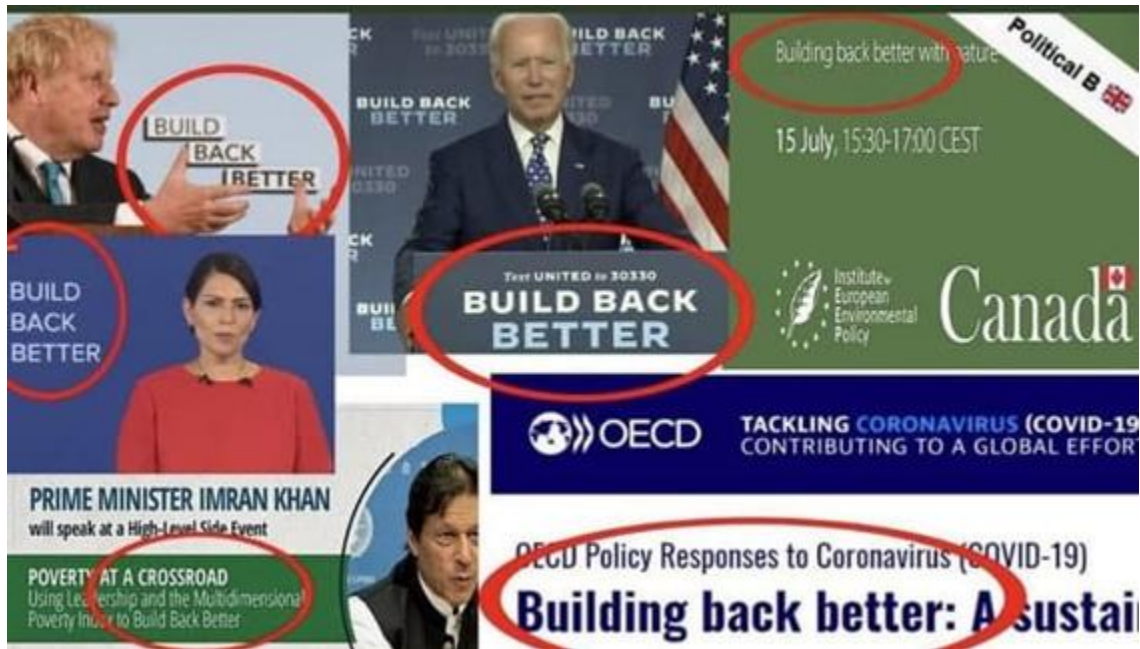 BUILD
BACK
BETTER
BUILD BACK
BETTER
Text UNITED to 30330
BUILD BACK
BETTER
Building back better with nature
15 July, 15:30-17:00 CEST
Political B
Institute for
European
Environmental
Policy
Canada
BUILD
BACK
BETTER
OECD
TACKLING CORONAVIRUS (COVID-19
CONTRIBUTING TO A GLOBAL EFFOR
PRIME MINISTER IMRAN KHAN
will speak at a High-Level Side Event
POVERTY AT A CROSSROAD
Using Leadership and the Multidimensional
Poverty Index to Build Back Better
OECD Policy Responses to Coronavirus (COVID-19)
Building back better: A sustai